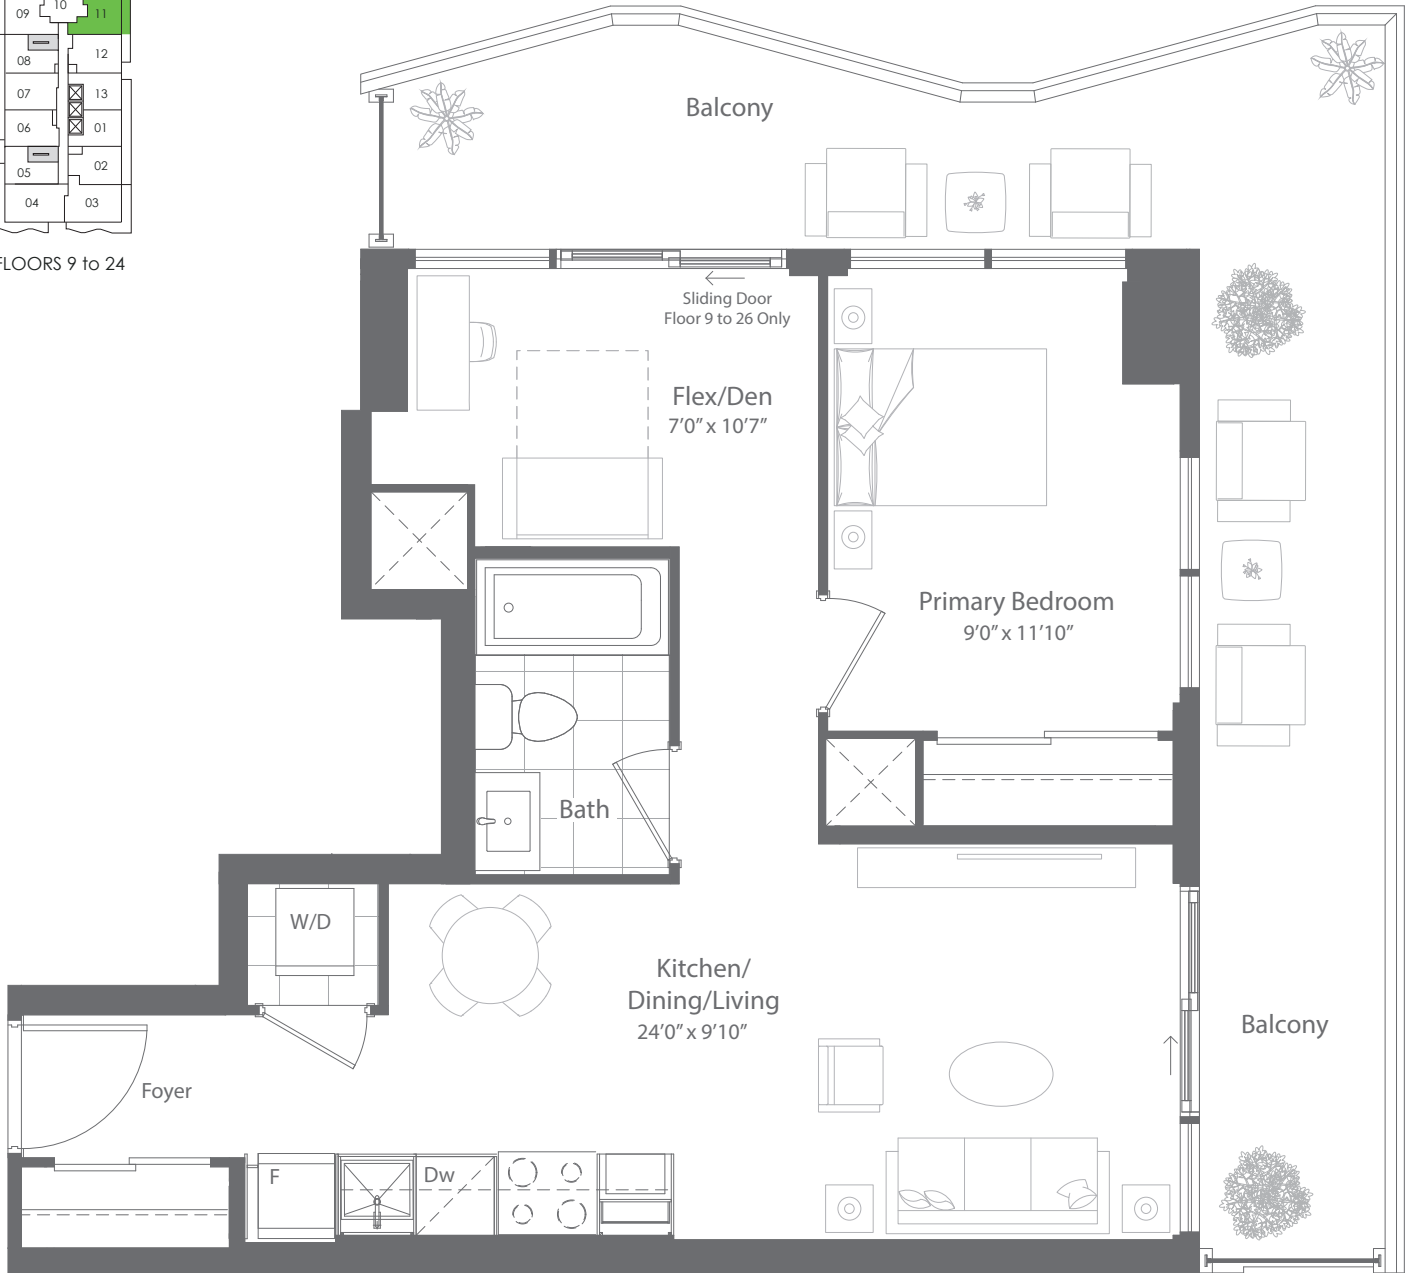 09
10
11
08
12
07
13
06
01
05
02
04
03
FLOORS 9 to 24
Balcony
Sliding Door
Floor 9 to 26 Only
Flex/Den
7'0" x 10'7"
Primary Bedroom
9'0" x 11'10"
Bath
W/D
Kitchen/
Dining/Living
24'0" x 9'10"
Balcony
Foyer
F
Dw